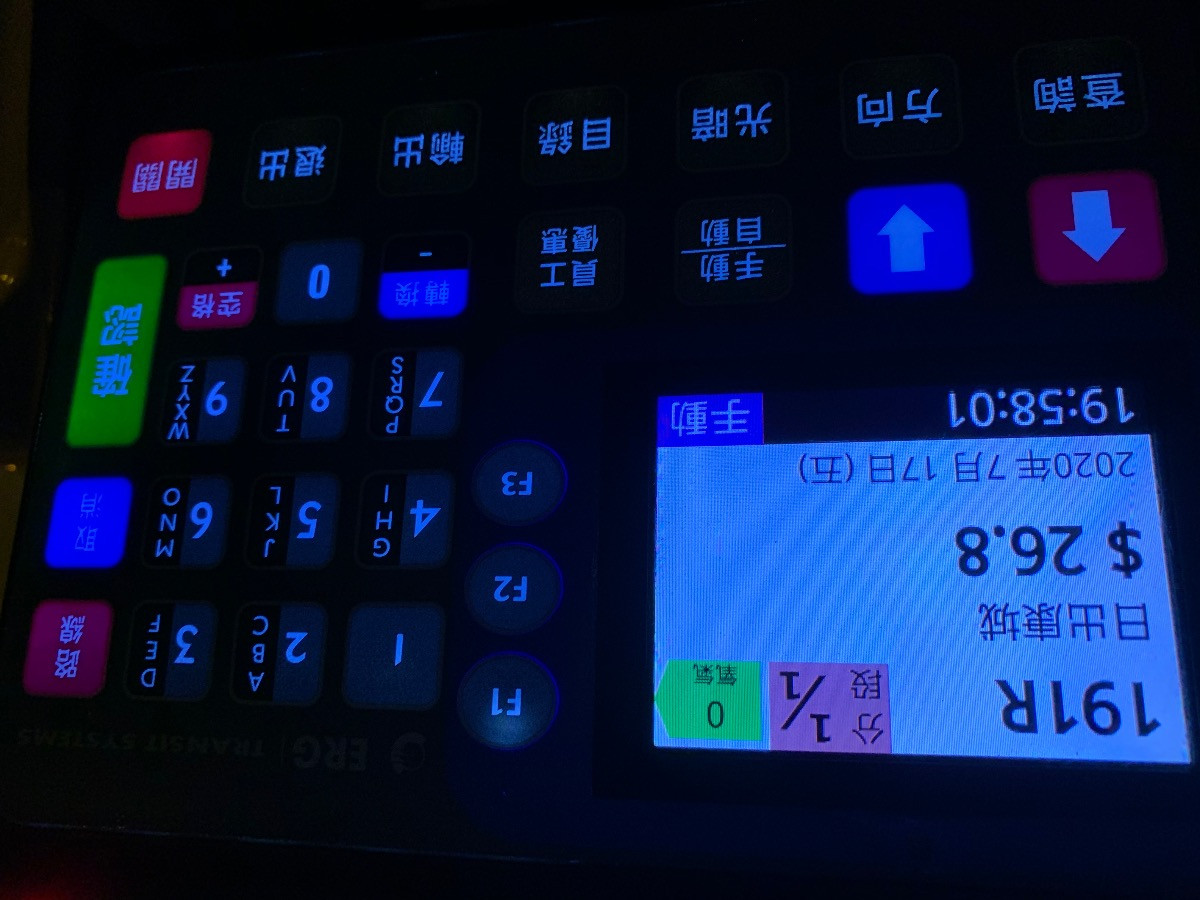 191R
分段
1/1
0
日出康城
$ 26.8
2020年 7月 17日 (五)
19:58:01
手動
ERG TRANSIT SYSTEMS
F1
1
2 ABC
3 DEF
路線
F2
4 GHI
5 JKL
6 MNO
取消
F3
7 PQRS
8 TUV
9 WXYZ
確認
手動
自動
員工
優惠
轉換
-
0
空格
+
查詢
方向
光暗
目錄
輸出
退出
開關